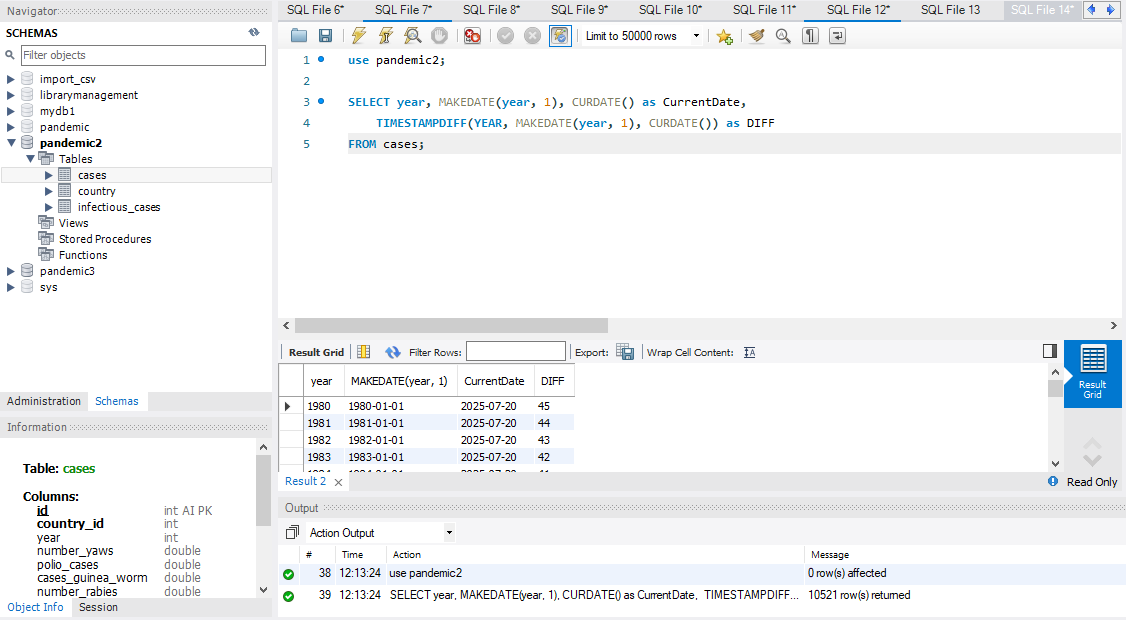 Navigator
SCHEMAS
Filter objects
import_csv
librarymanagement
mydb1
pandemic
pandemic2
Tables
cases
country
infectious_cases
Views
Stored Procedures
Functions
pandemic3
sys
Administration Schemas
Information
Table: cases
Columns:
id int AI PK
country_id int
year int
number_yaws double
polio_cases double
cases_guinea_worm double
number_rabies double
Object Info Session
SQL File 6* SQL File 7* SQL File 8* SQL File 9* SQL File 10* SQL File 11* SQL File 12* SQL File 13 SQL File 14*
Limit to 50000 rows
1 use pandemic2;
2
3 SELECT year, MAKEDATE(year, 1), CURDATE() as CurrentDate,
4 TIMESTAMPDIFF(YEAR, MAKEDATE(year, 1), CURDATE()) as DIFF
5 FROM cases;
Result Grid Filter Rows: Export: Wrap Cell Content:
year MAKEDATE(year, 1) CurrentDate DIFF
1980 1980-01-01 2025-07-20 45
1981 1981-01-01 2025-07-20 44
1982 1982-01-01 2025-07-20 43
1983 1983-01-01 2025-07-20 42
Result Grid
Result 2
Read Only
Output
Action Output
# Time Action Message
38 12:13:24 use pandemic2 0 row(s) affected
39 12:13:24 SELECT year, MAKEDATE(year, 1), CURDATE() as CurrentDate, TIMESTAMPDIFF... 10521 row(s) returned